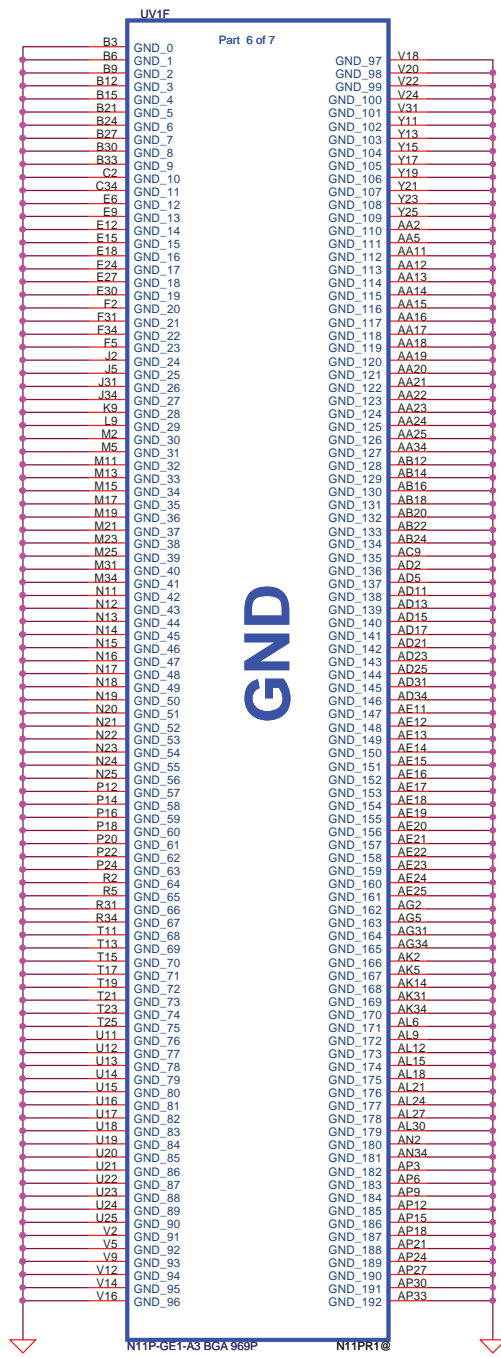 UV1F
Part 6 of 7
B3 GND_0
B6 GND_1
B9 GND_2
B12 GND_3
B15 GND_4
B21 GND_5
B24 GND_6
B27 GND_7
B30 GND_8
B33 GND_9
C2 GND_10
C34 GND_11
E6 GND_12
E9 GND_13
E12 GND_14
E15 GND_15
E18 GND_16
E24 GND_17
E27 GND_18
E30 GND_19
F2 GND_20
F31 GND_21
F34 GND_22
F5 GND_23
J2 GND_24
J5 GND_25
J31 GND_26
J34 GND_27
K9 GND_28
L9 GND_29
M2 GND_30
M5 GND_31
M11 GND_32
M13 GND_33
M15 GND_34
M17 GND_35
M19 GND_36
M21 GND_37
M23 GND_38
M25 GND_39
M31 GND_40
M34 GND_41
N11 GND_42
N12 GND_43
N13 GND_44
N14 GND_45
N15 GND_46
N16 GND_47
N17 GND_48
N18 GND_49
N19 GND_50
N20 GND_51
N21 GND_52
N22 GND_53
N23 GND_54
N24 GND_55
N25 GND_56
P12 GND_57
P14 GND_58
P16 GND_59
P18 GND_60
P20 GND_61
P22 GND_62
P24 GND_63
R2 GND_64
R5 GND_65
R31 GND_66
R34 GND_67
T11 GND_68
T13 GND_69
T15 GND_70
T17 GND_71
T19 GND_72
T21 GND_73
T23 GND_74
T25 GND_75
U11 GND_76
U12 GND_77
U13 GND_78
U14 GND_79
U15 GND_80
U16 GND_81
U17 GND_82
U18 GND_83
U19 GND_84
U20 GND_85
U21 GND_86
U22 GND_87
U23 GND_88
U24 GND_89
U25 GND_90
V2 GND_91
V5 GND_92
V9 GND_93
V12 GND_94
V14 GND_95
V16 GND_96
GND
GND_97 V18
GND_98 V20
GND_99 V22
GND_100 V24
GND_101 V31
GND_102 Y11
GND_103 Y13
GND_104 Y15
GND_105 Y17
GND_106 Y19
GND_107 Y21
GND_108 Y23
GND_109 Y25
GND_110 AA2
GND_111 AA5
GND_112 AA11
GND_113 AA12
GND_114 AA13
GND_115 AA14
GND_116 AA15
GND_117 AA16
GND_118 AA17
GND_119 AA18
GND_120 AA19
GND_121 AA20
GND_122 AA21
GND_123 AA22
GND_124 AA23
GND_125 AA24
GND_126 AA25
GND_127 AA34
GND_128 AB12
GND_129 AB14
GND_130 AB16
GND_131 AB18
GND_132 AB20
GND_133 AB22
GND_134 AB24
GND_135 AC9
GND_136 AD2
GND_137 AD5
GND_138 AD11
GND_139 AD13
GND_140 AD15
GND_141 AD17
GND_142 AD21
GND_143 AD23
GND_144 AD25
GND_145 AD31
GND_146 AD34
GND_147 AE11
GND_148 AE12
GND_149 AE13
GND_150 AE14
GND_151 AE15
GND_152 AE16
GND_153 AE17
GND_154 AE18
GND_155 AE19
GND_156 AE20
GND_157 AE21
GND_158 AE22
GND_159 AE23
GND_160 AE24
GND_161 AE25
GND_162 AG2
GND_163 AG5
GND_164 AG31
GND_165 AG34
GND_166 AK2
GND_167 AK5
GND_168 AK14
GND_169 AK31
GND_170 AK34
GND_171 AL6
GND_172 AL9
GND_173 AL12
GND_174 AL15
GND_175 AL18
GND_176 AL21
GND_177 AL24
GND_178 AL27
GND_179 AL30
GND_180 AN2
GND_181 AN34
GND_182 AP3
GND_183 AP6
GND_184 AP9
GND_185 AP12
GND_186 AP15
GND_187 AP18
GND_188 AP21
GND_189 AP24
GND_190 AP27
GND_191 AP30
GND_192 AP33
N11P-GE1-A3 BGA 969P
N11PR1@